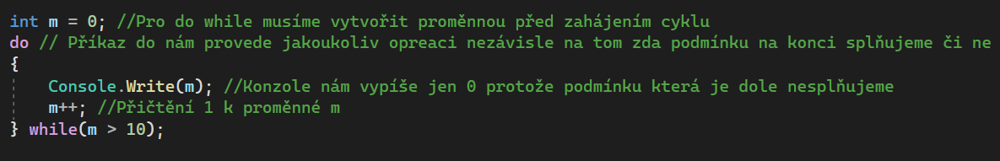 int m = 0; //Pro do while musíme vytvořit proměnnou před zahájením cyklu
do // Příkaz do nám provede jakoukoliv opreaci nezávisle na tom zda podmínku na konci splňujeme či ne
{
    Console.Write(m); //Konzole nám vypíše jen 0 protože podmínku která je dole nesplňujeme
    m++; //Přičtění 1 k proměnné m
} while(m > 10);